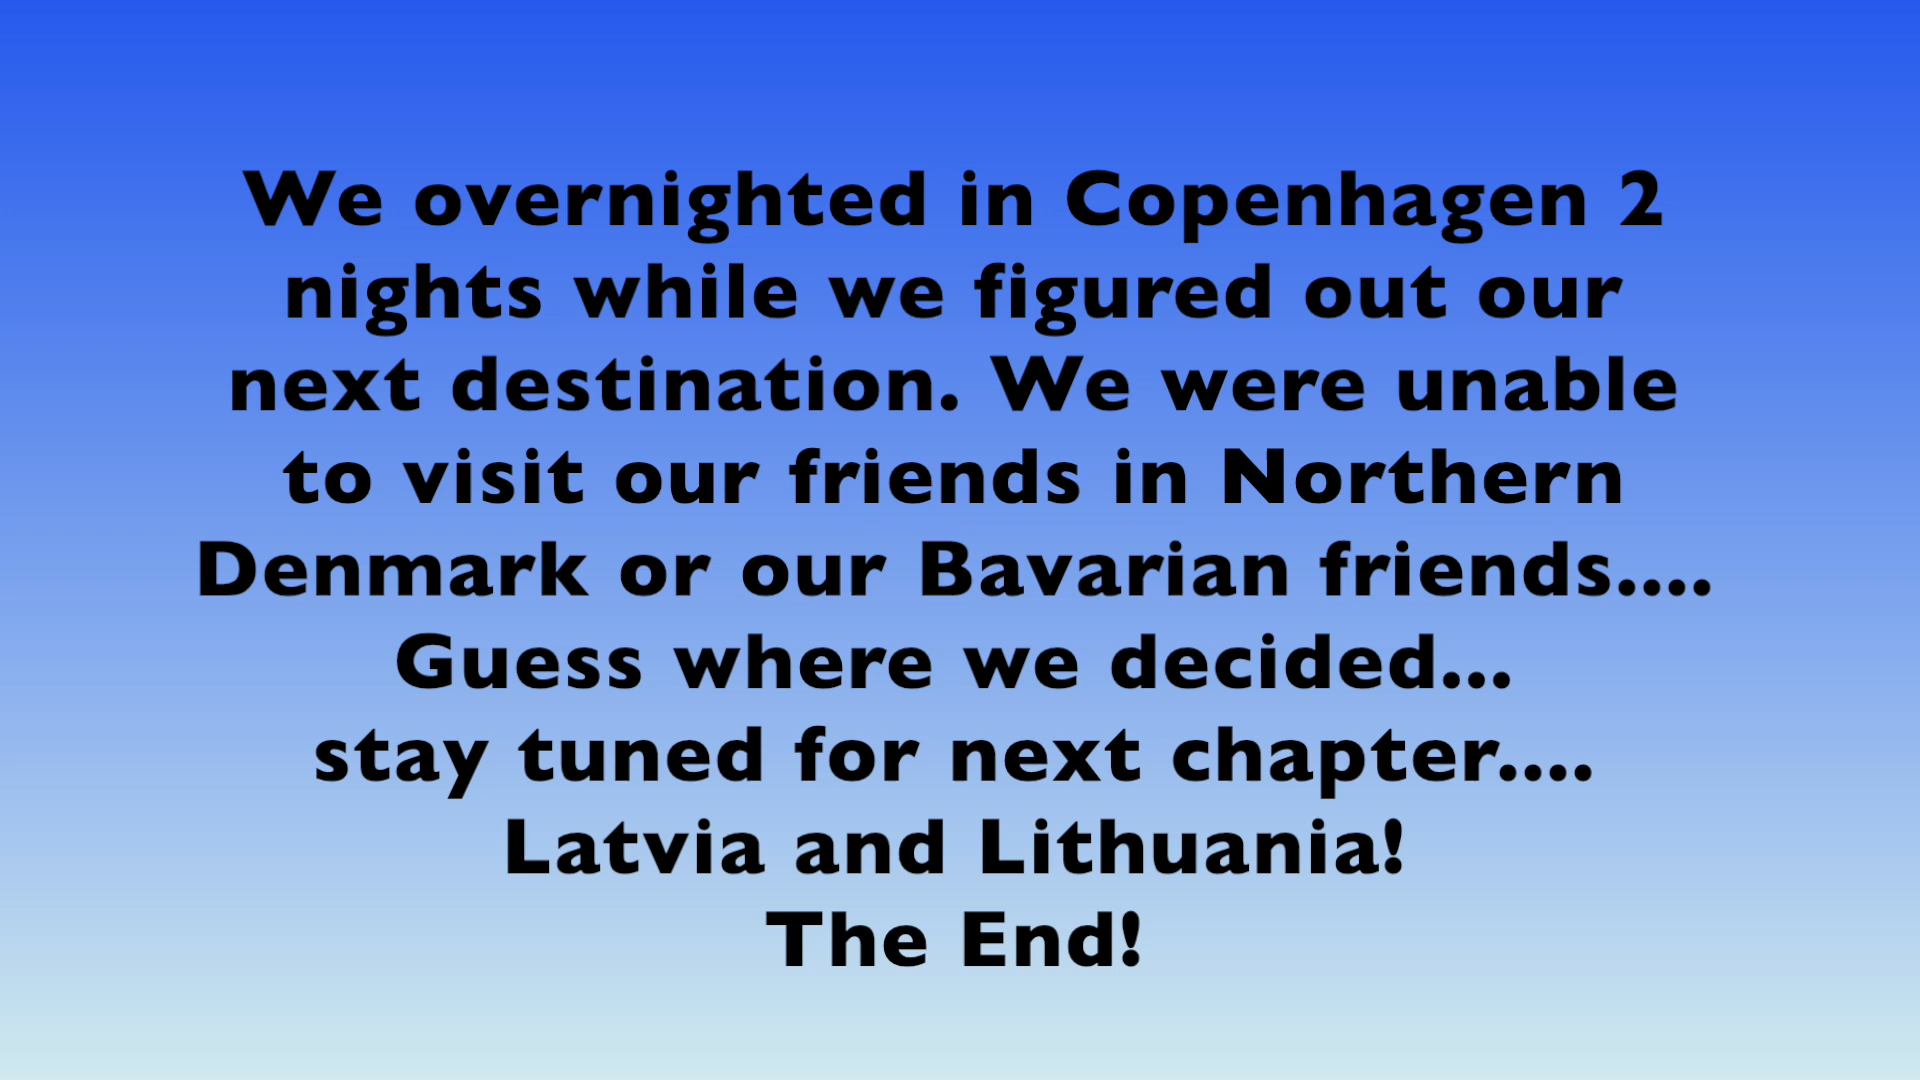 We overnighted in Copenhagen 2
nights while we figured out our
next destination. We were unable
to visit our friends in Northern
Denmark or our Bavarian friends....
Guess where we decided...
stay tuned for next chapter....
Latvia and Lithuania!
The End!